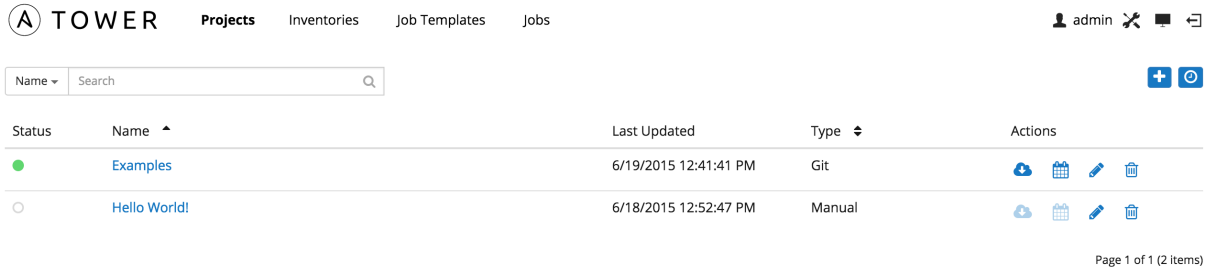 A TOWER Projects Inventories Job Templates Jobs admin
Name Search
Status Name Last Updated Type Actions
Examples 6/19/2015 12:41:41 PM Git
Hello World! 6/18/2015 12:52:47 PM Manual
Page 1 of 1 (2 items)